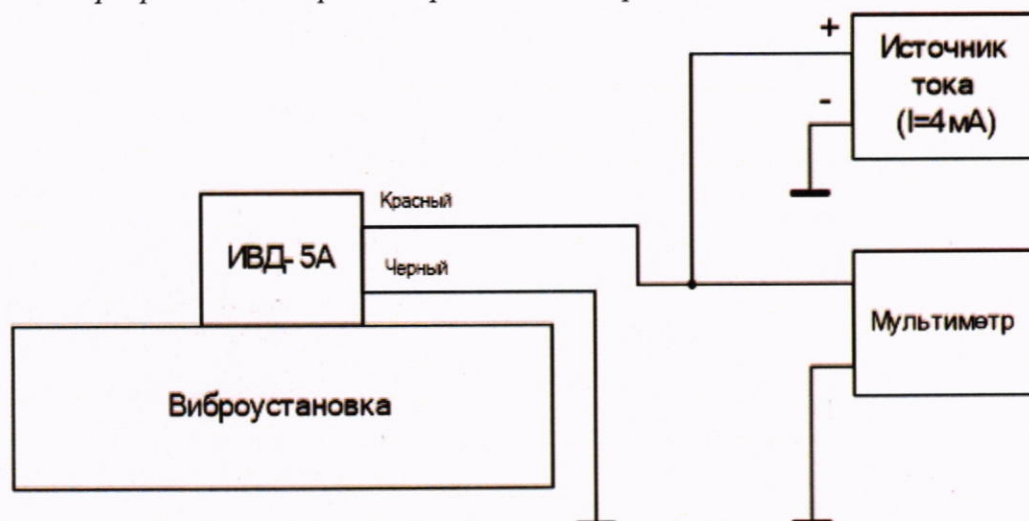 +
Источник
тока
-
(I=4мА)
Красный
ИВД-5А
Черный
Мультиметр
Виброустановка